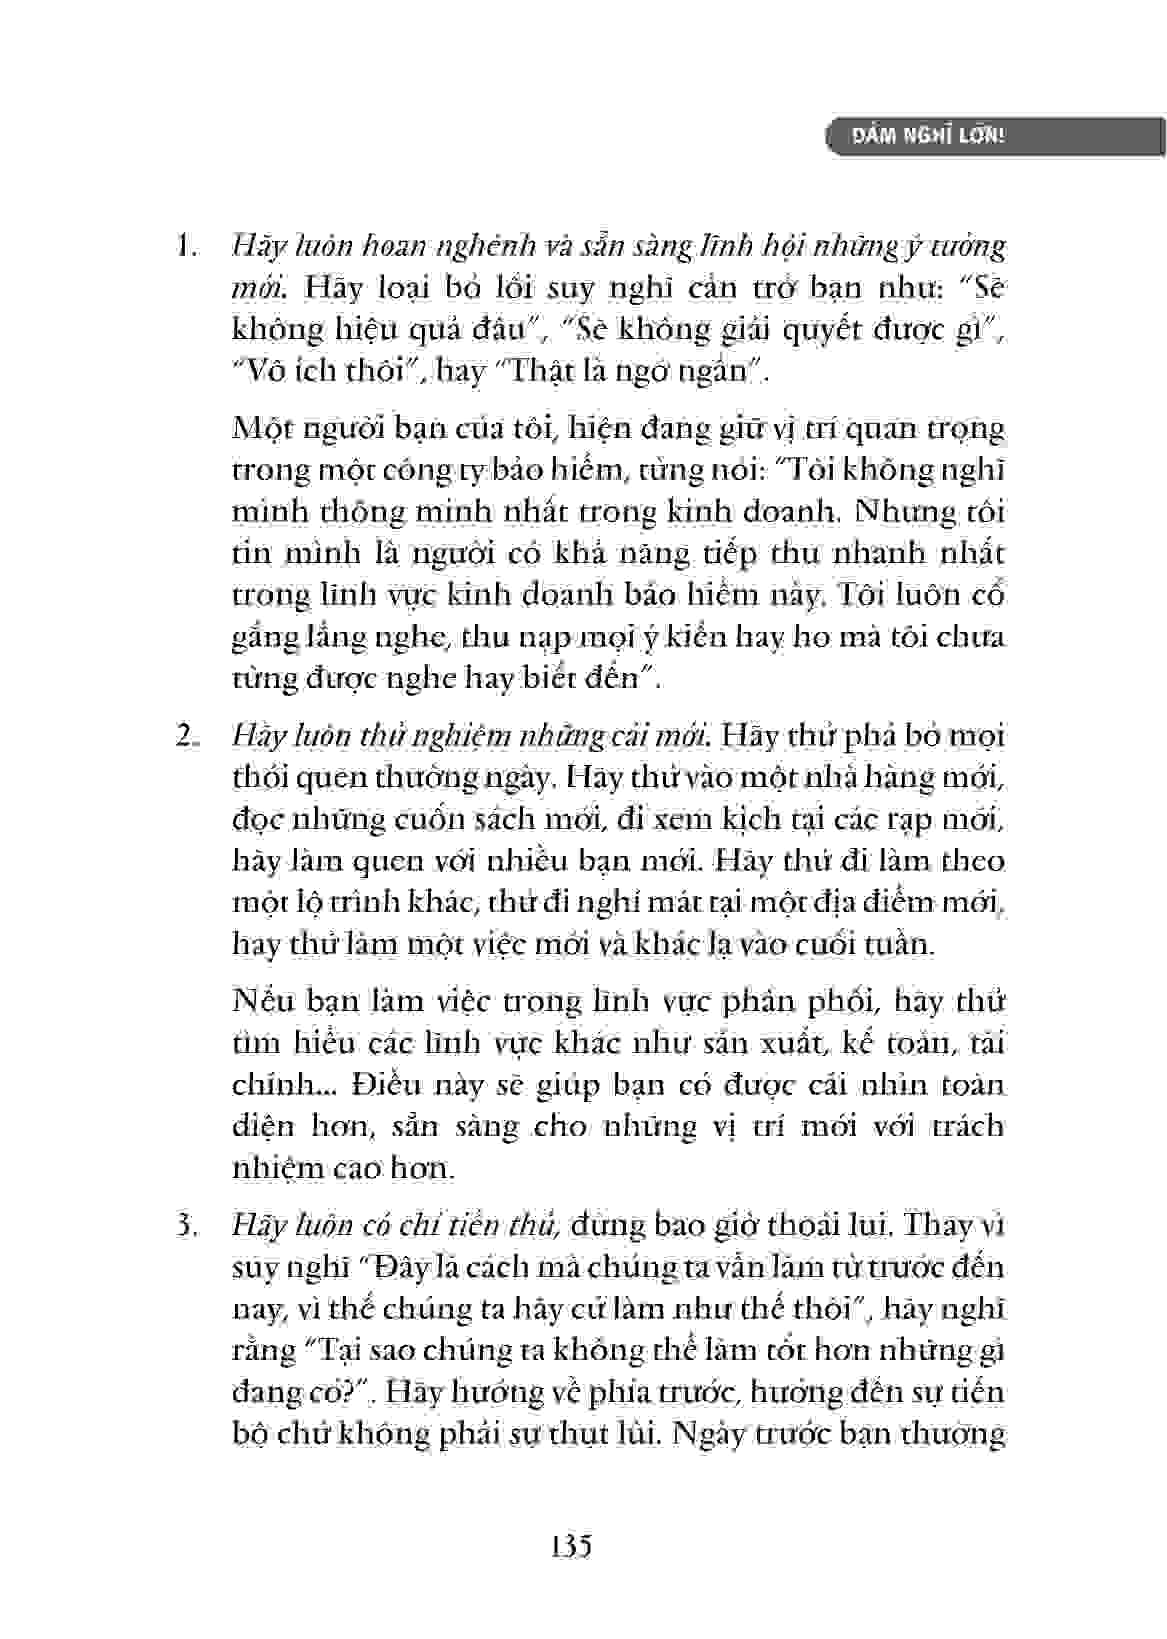 DÁM NGHĨ LỚN!
1. Hãy luôn hoan nghênh và sẵn sàng lĩnh hội những ý tưởng
mới. Hãy loại bỏ lối suy nghĩ cản trở bạn như: “Sẽ
không hiệu quả đâu”, “Sẽ không giải quyết được gì”,
“Vô ích thôi”, hay “Thật là ngớ ngẩn”.
Một người bạn của tôi, hiện đang giữ vị trí quan trọng
trong một công ty bảo hiểm, từng nói: “Tôi không nghĩ
mình thông minh nhất trong kinh doanh. Nhưng tôi
tin mình là người có khả năng tiếp thu nhanh nhất
trong lĩnh vực kinh doanh bảo hiểm này. Tôi luôn cố
gắng lắng nghe, thu nạp mọi ý kiến hay ho mà tôi chưa
từng được nghe hay biết đến”.
2. Hãy luôn thử nghiệm những cái mới. Hãy thử phá bỏ mọi
thói quen thường ngày. Hãy thử vào một nhà hàng mới,
đọc những cuốn sách mới, đi xem kịch tại các rạp mới,
hãy làm quen với nhiều bạn mới. Hãy thử đi làm theo
một lộ trình khác, thử đi nghỉ mát tại một địa điểm mới,
hay thử làm một việc mới và khác lạ vào cuối tuần.
Nếu bạn làm việc trong lĩnh vực phân phối, hãy thử
tìm hiểu các lĩnh vực khác như sản xuất, kế toán, tài
chính... Điều này sẽ giúp bạn có được cái nhìn toàn
diện hơn, sẵn sàng cho những vị trí mới với trách
nhiệm cao hơn.
3. Hãy luôn có chí tiến thủ, đừng bao giờ thoái lui. Thay vì
suy nghĩ “Đây là cách mà chúng ta vẫn làm từ trước đến
nay, vì thế chúng ta hãy cứ làm như thế thôi”, hãy nghĩ
rằng “Tại sao chúng ta không thể làm tốt hơn những gì
đang có?”. Hãy hướng về phía trước, hướng đến sự tiến
bộ chứ không phải sự thụt lùi. Ngày trước bạn thường
135